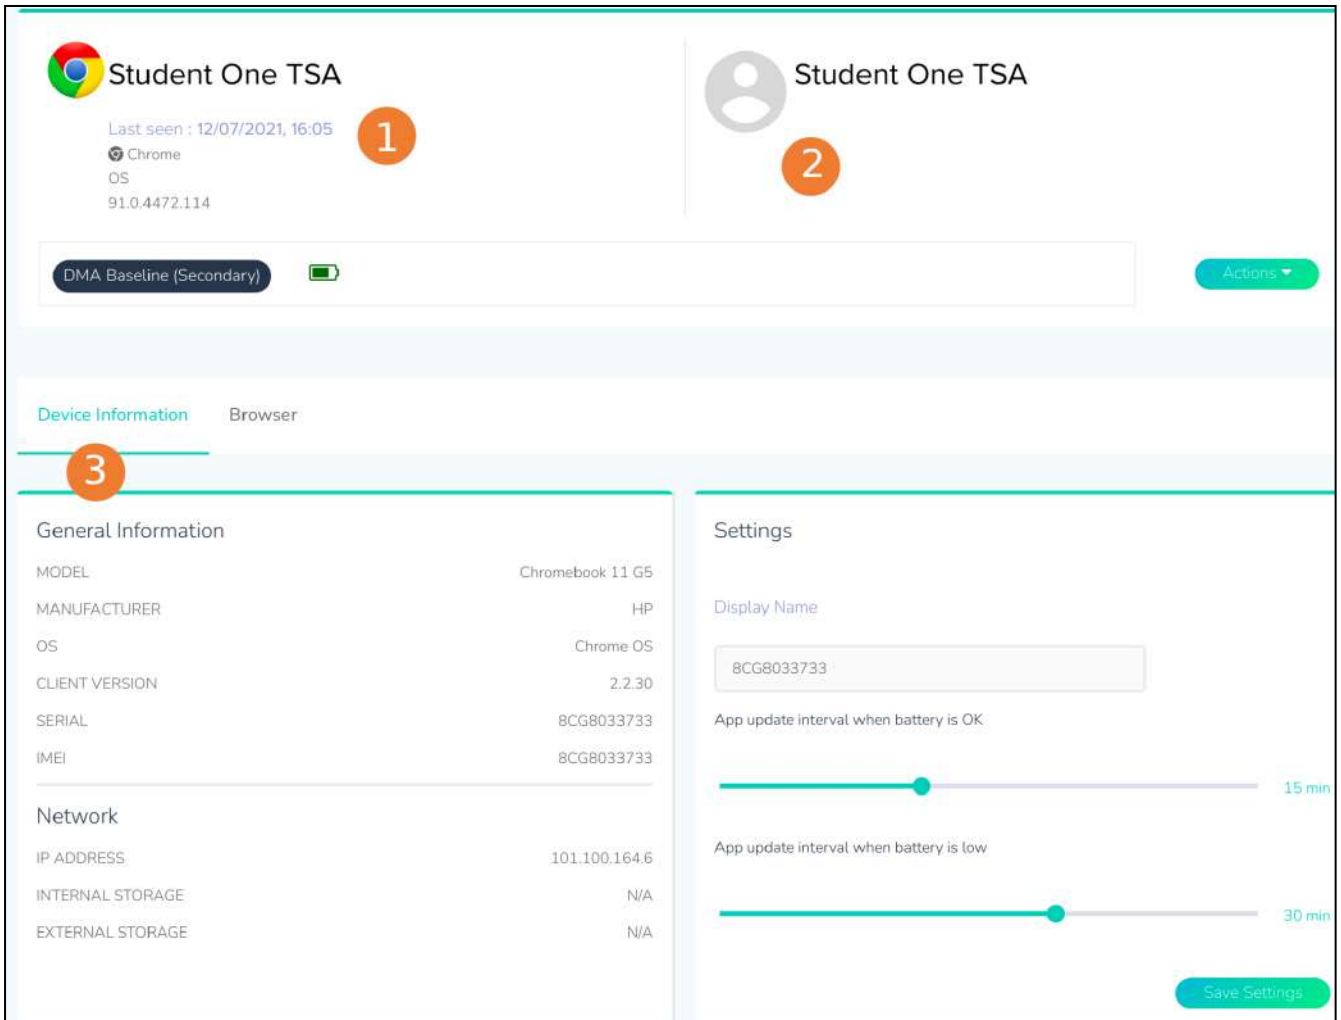 Student One TSA
Last seen : 12/07/2021, 16:05
1
Chrome
OS
91.0.4472.114
Student One TSA
2
DMA Baseline (Secondary)
Actions
Device Information
Browser
3
General Information
MODEL Chromebook 11 G5
MANUFACTURER HP
OS Chrome OS
CLIENT VERSION 2.2.30
SERIAL 8CG8033733
IMEI 8CG8033733
Network
IP ADDRESS 101.100.164.6
INTERNAL STORAGE N/A
EXTERNAL STORAGE N/A
Settings
Display Name
8CG8033733
App update interval when battery is OK
15 min
App update interval when battery is low
30 min
Save Settings